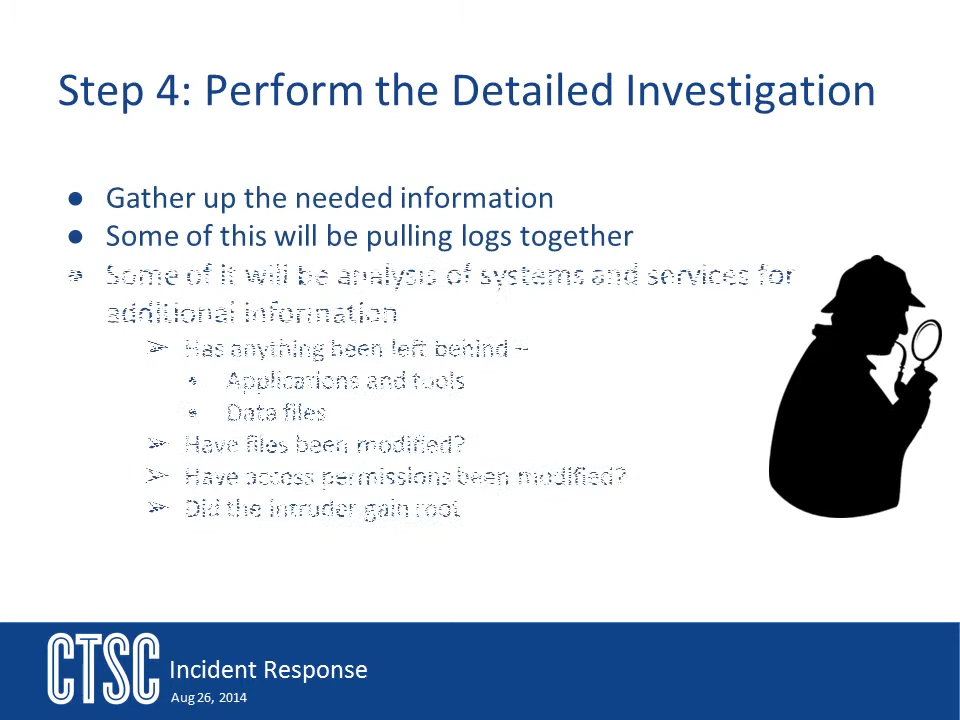 Step 4: Perform the Detailed Investigation
● Gather up the needed information
● Some of this will be pulling logs together
● Some of it will be analysis of systems and services for
additional information
➢ Has anything been left behind –
• Applications and tools
• Data files
➢ Have files been modified?
➢ Have access permissions been modified?
➢ Did the intruder gain root
CTSC Incident Response
Aug 26, 2014